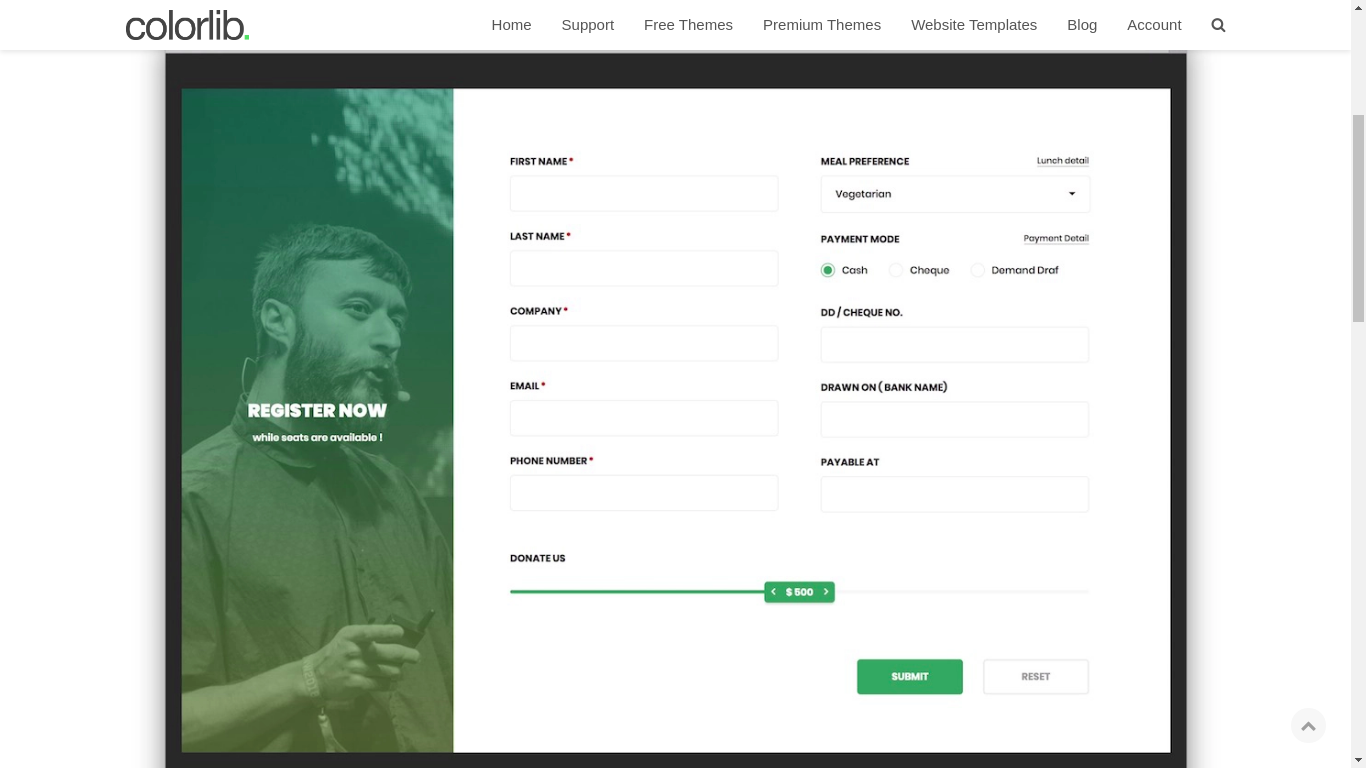 colorlib.
Home Support Free Themes Premium Themes Website Templates Blog Account
REGISTER NOW
while seats are available !
FIRST NAME *
LAST NAME *
COMPANY *
EMAIL *
PHONE NUMBER *
MEAL PREFERENCE Lunch detail
Vegetarian
PAYMENT MODE Payment Detail
Cash Cheque Demand Draf
DD / CHEQUE NO.
DRAWN ON ( BANK NAME)
PAYABLE AT
DONATE US
$ 500
SUBMIT RESET